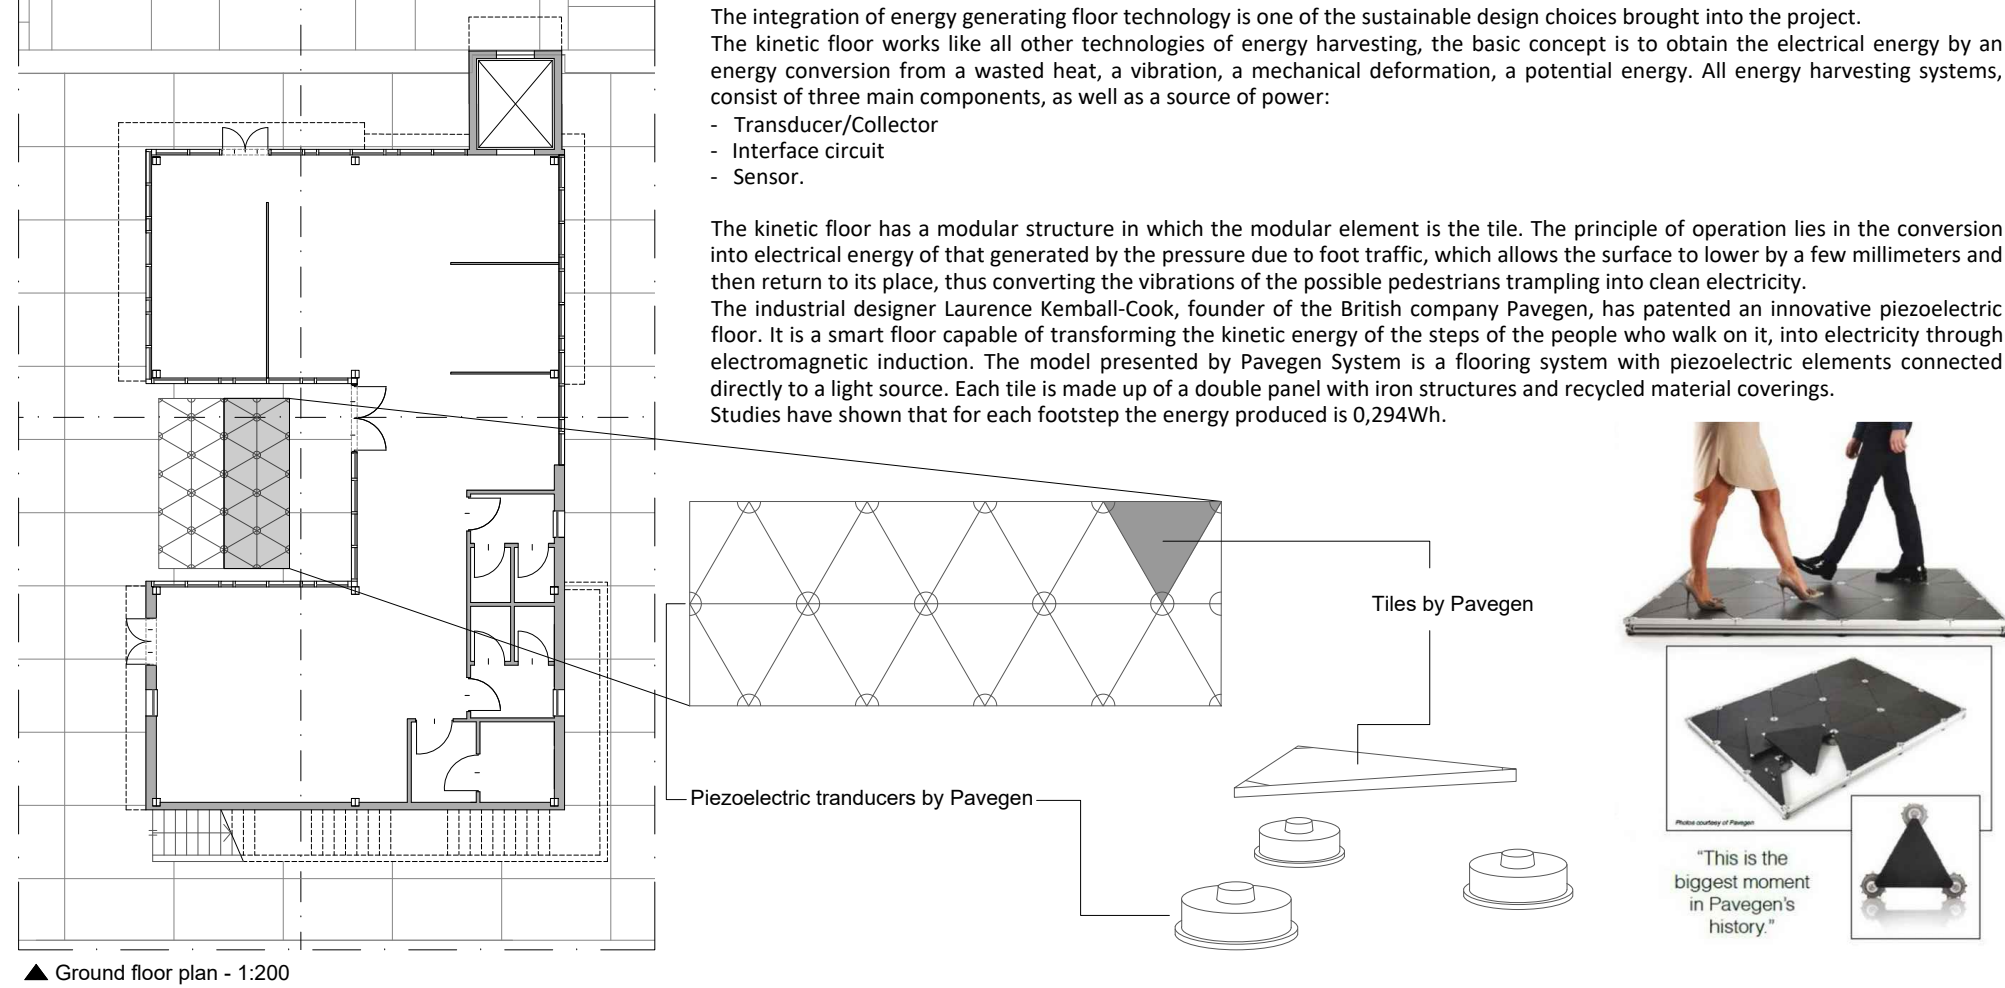 The integration of energy generating floor technology is one of the sustainable design choices brought into the project.
The kinetic floor works like all other technologies of energy harvesting, the basic concept is to obtain the electrical energy by an
energy conversion from a wasted heat, a vibration, a mechanical deformation, a potential energy. All energy harvesting systems,
consist of three main components, as well as a source of power:
- Transducer/Collector
- Interface circuit
- Sensor.
The kinetic floor has a modular structure in which the modular element is the tile. The principle of operation lies in the conversion
into electrical energy of that generated by the pressure due to foot traffic, which allows the surface to lower by a few millimeters and
then return to its place, thus converting the vibrations of the possible pedestrians trampling into clean electricity.
The industrial designer Laurence Kemball-Cook, founder of the British company Pavegen, has patented an innovative piezoelectric
floor. It is a smart floor capable of transforming the kinetic energy of the steps of the people who walk on it, into electricity through
electromagnetic induction. The model presented by Pavegen System is a flooring system with piezoelectric elements connected
directly to a light source. Each tile is made up of a double panel with iron structures and recycled material coverings.
Studies have shown that for each footstep the energy produced is 0,294Wh.
Tiles by Pavegen
Piezoelectric tranducers by Pavegen
Photos courtesy of Pavegen
“This is the
biggest moment
in Pavegen's
history.”
Ground floor plan - 1:200